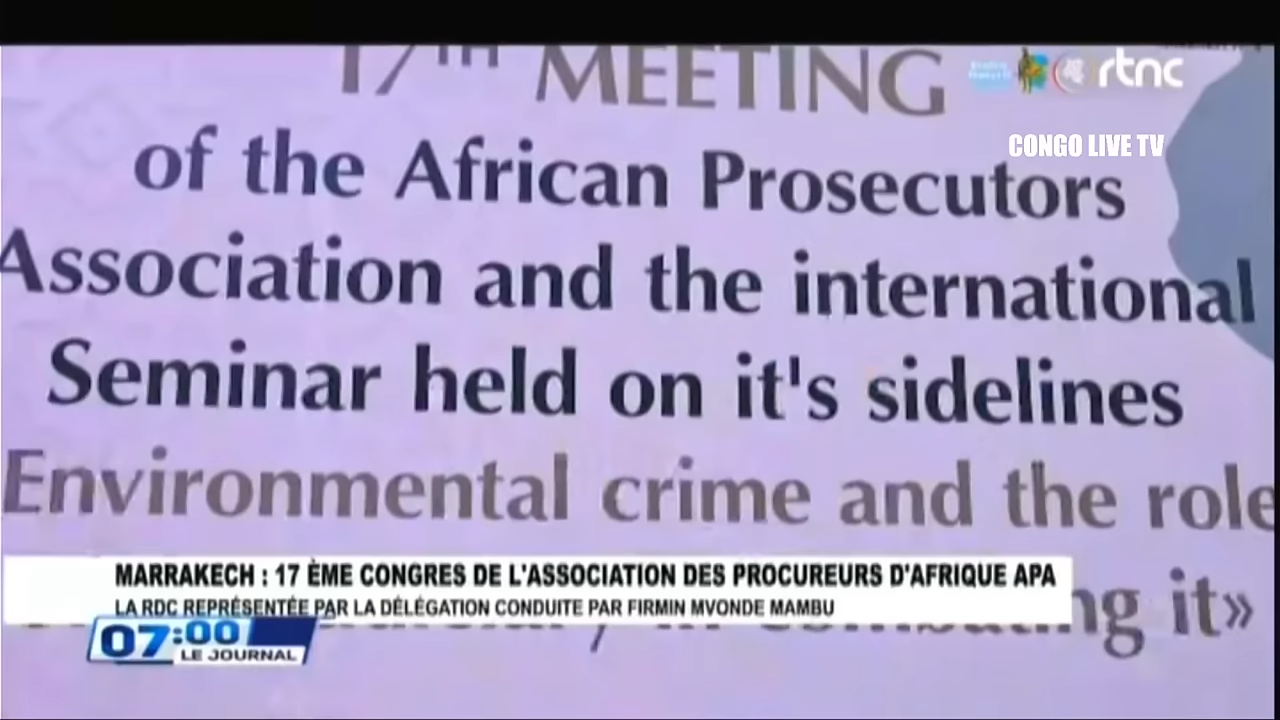 17TH MEETING
rtnc
CONGO LIVE TV
of the African Prosecutors
Association and the international
Seminar held on it's sidelines
Environmental crime and the role
MARRAKECH : 17 ÈME CONGRES DE L'ASSOCIATION DES PROCUREURS D'AFRIQUE APA
LA RDC REPRÉSENTÉE PAR LA DÉLÉGATION CONDUITE PAR FIRMIN MVONDE MAMBU
it»
07:00
LE JOURNAL